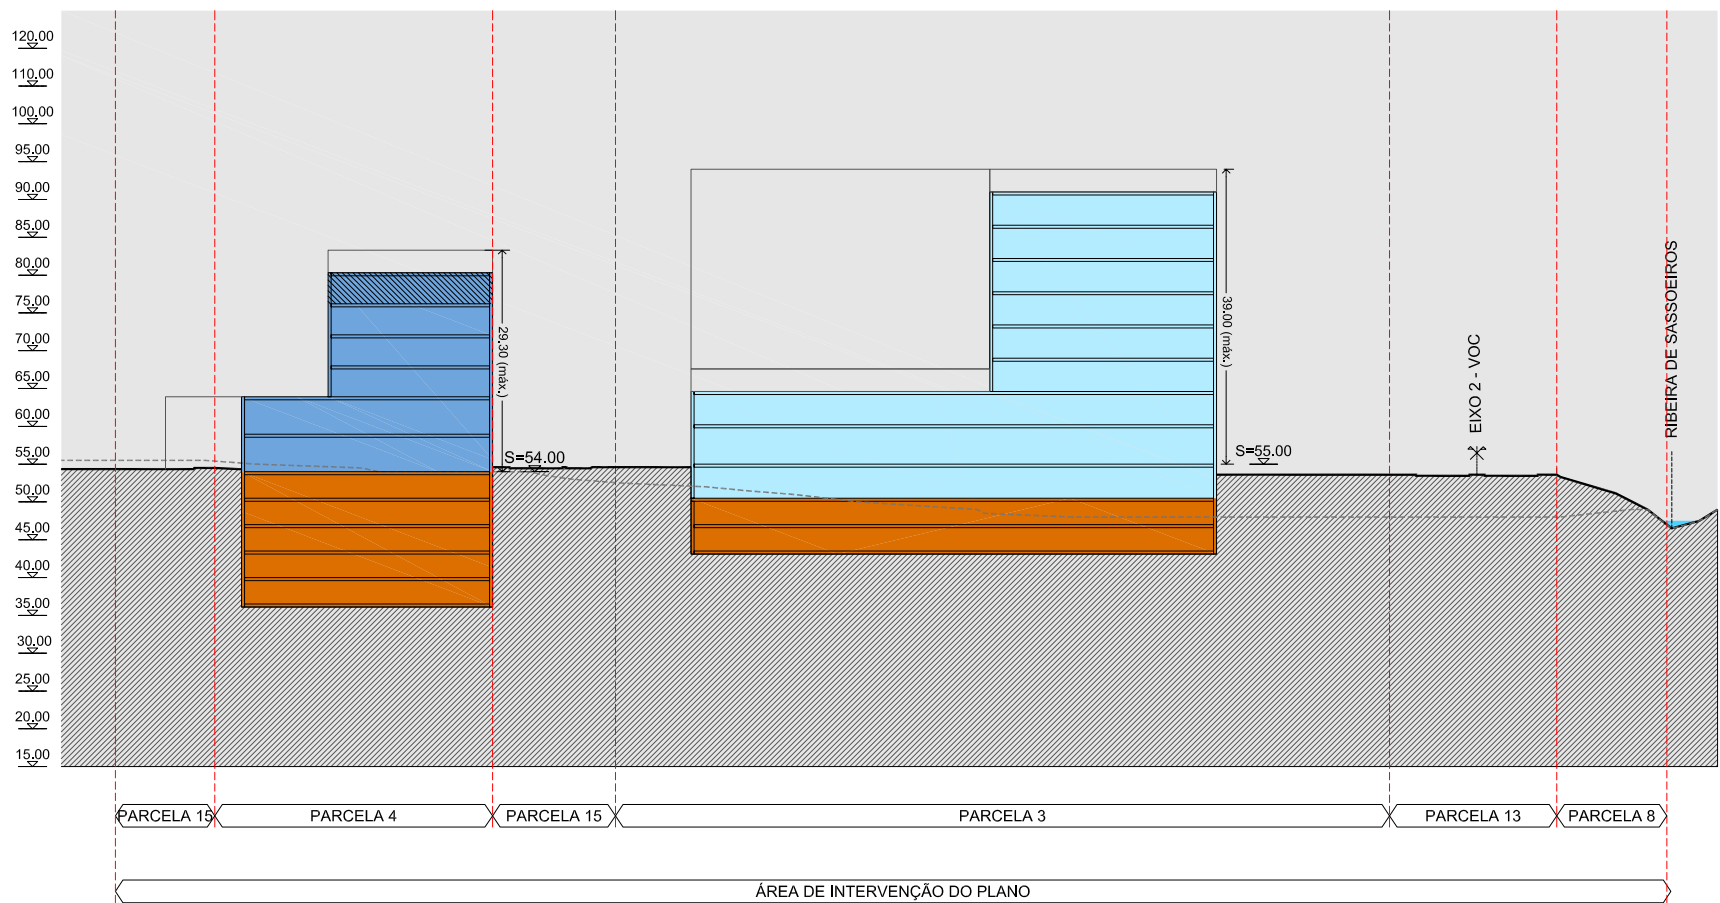 120.00
110.00
100.00
95.00
90.00
85.00
80.00
75.00
70.00
65.00
60.00
55.00
50.00
45.00
40.00
35.00
30.00
25.00
20.00
15.00
29.30 (máx.)
S=54.00
39.00 (máx.)
S=55.00
EIXO 2 - VOC
RIBEIRA DE SASSOEIROS
PARCELA 15
PARCELA 4
PARCELA 15
PARCELA 3
PARCELA 13
PARCELA 8
ÁREA DE INTERVENÇÃO DO PLANO